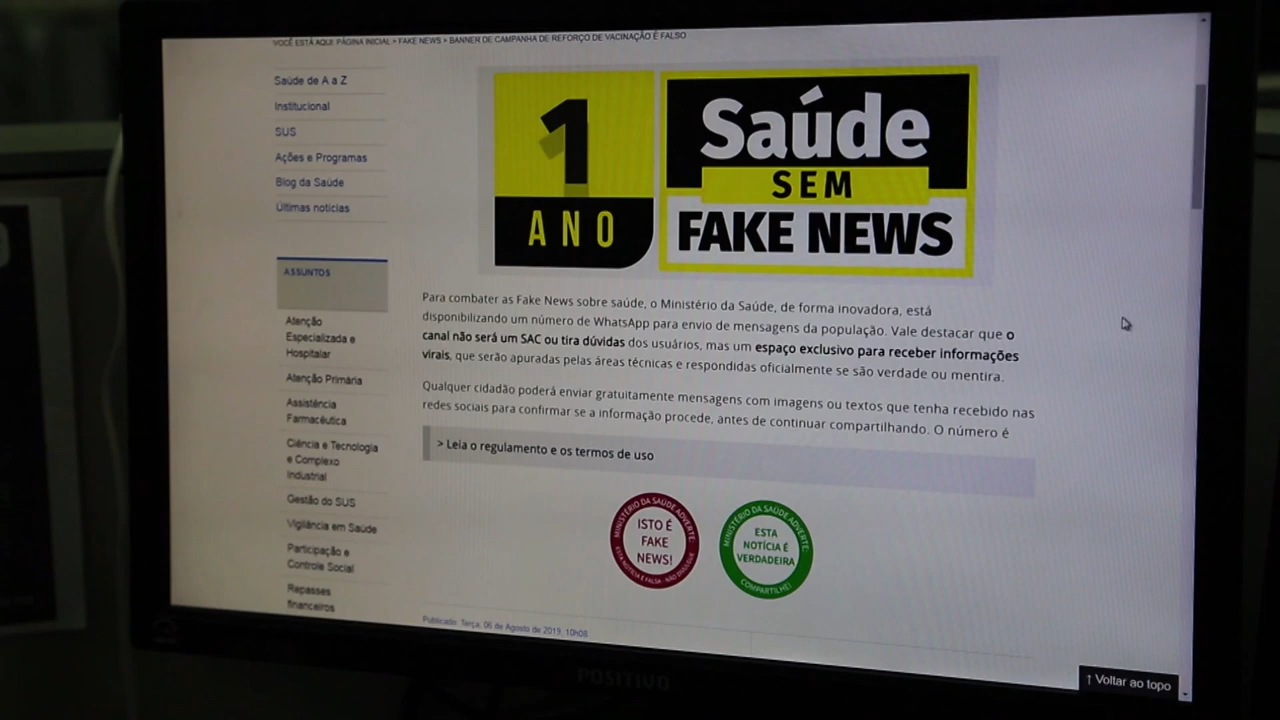 VOCÊ ESTÁ AQUI: PÁGINA INICIAL > FAKE NEWS > BANNER DE CAMPANHA DE REFORÇO DE VACINAÇÃO É FALSO
Saúde de A a Z
Institucional
SUS
Ações e Programas
Blog da Saúde
Últimas notícias
ASSUNTOS
Atenção
Especializada e
Hospitalar
Atenção Primária
Assistência
Farmacêutica
Ciência e Tecnologia
e Complexo
Industrial
Gestão do SUS
Vigilância em Saúde
Participação e
Controle Social
Repasses
financeiros
1
ANO
Saúde
SEM
FAKE NEWS
Para combater as Fake News sobre saúde, o Ministério da Saúde, de forma inovadora, está
disponibilizando um número de WhatsApp para envio de mensagens da população. Vale destacar que o
canal não será um SAC ou tira dúvidas dos usuários, mas um espaço exclusivo para receber informações
virais, que serão apuradas pelas áreas técnicas e respondidas oficialmente se são verdade ou mentira.
Qualquer cidadão poderá enviar gratuitamente mensagens com imagens ou textos que tenha recebido nas
redes sociais para confirmar se a informação procede, antes de continuar compartilhando. O número é
> Leia o regulamento e os termos de uso
MINISTÉRIO DA SAÚDE ADVERTE:
ISTO É
FAKE
NEWS!
ESTA NOTÍCIA É FALSA - NÃO DIVULGUE
MINISTÉRIO DA SAÚDE ADVERTE:
ESTA
NOTÍCIA É
VERDADEIRA
COMPARTILHE!
Publicado: Terça, 06 de Agosto de 2019, 10h08
↑ Voltar ao topo
POSITIVO